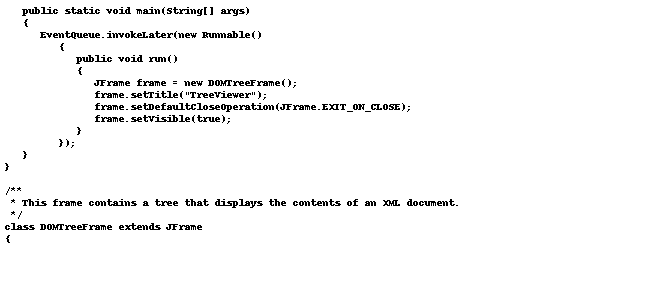 public static void main(String[] args)
{
EventQueue.invokeLater(new Runnable()
{
public void run()
{
JFrame frame = new DOMTreeFrame();
frame.setTitle("TreeViewer");
frame.setDefaultCloseOperation(JFrame.EXIT_ON_CLOSE);
frame.setVisible(true);
}
});
}
}
/**
* This frame contains a tree that displays the contents of an XML document.
*/
class DOMTreeFrame extends JFrame
{